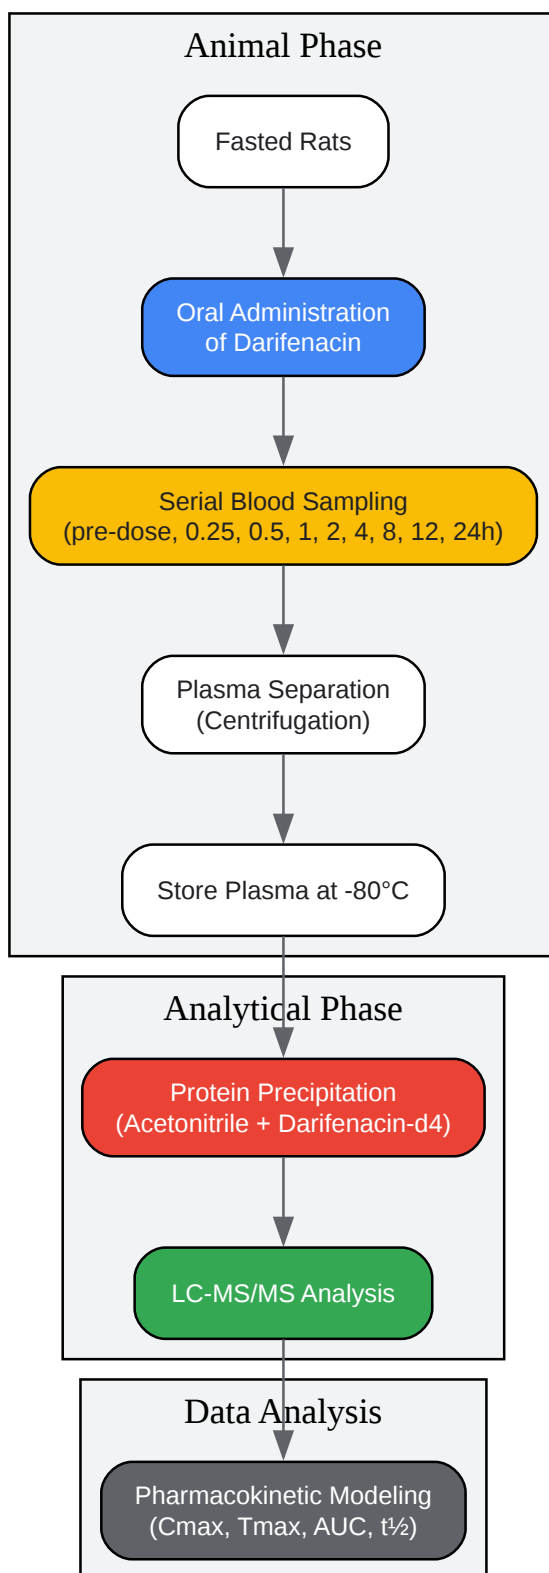 Animal Phase
Fasted Rats
Oral Administration
of Darifenacin
Serial Blood Sampling
(pre-dose, 0.25, 0.5, 1, 2, 4, 8, 12, 24h)
Plasma Separation
(Centrifugation)
Store Plasma at -80°C
Analytical Phase
Protein Precipitation
(Acetonitrile + Darifenacin-d4)
LC-MS/MS Analysis
Data Analysis
Pharmacokinetic Modeling
(Cmax, Tmax, AUC, t½)